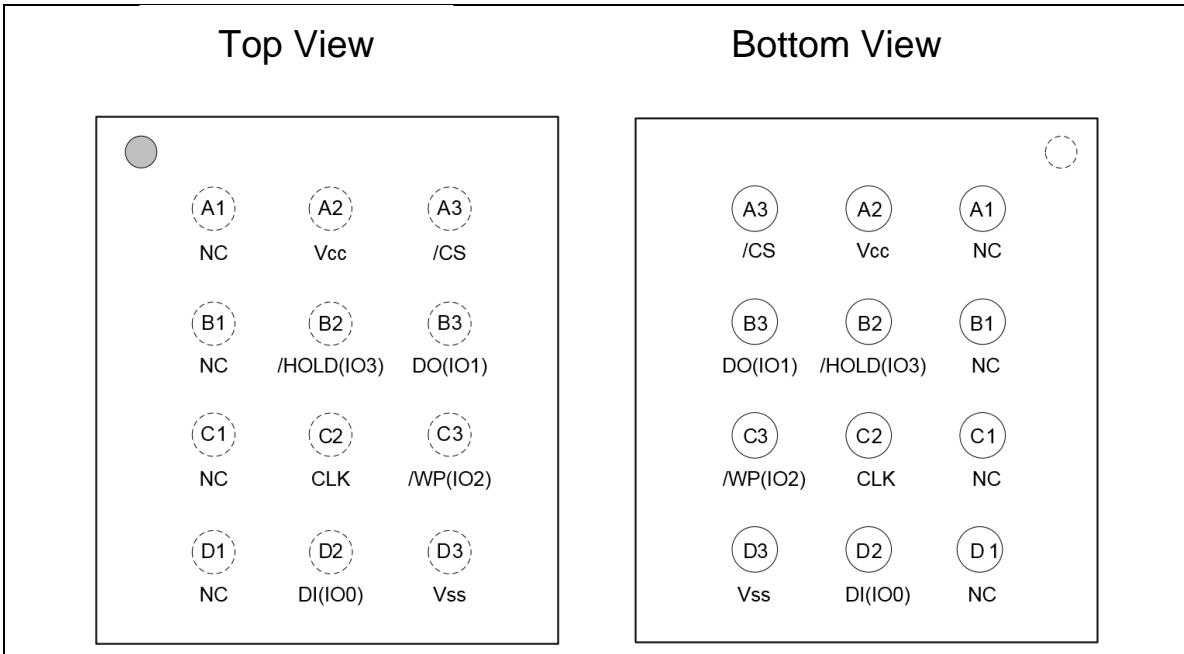 Top View Bottom View
A1 A2 A3 A3 A2 A1
NC Vcc /CS /CS Vcc NC
B1 B2 B3 B3 B2 B1
NC /HOLD(IO3) DO(IO1) DO(IO1) /HOLD(IO3) NC
C1 C2 C3 C3 C2 C1
NC CLK /WP(IO2) /WP(IO2) CLK NC
D1 D2 D3 D3 D2 D 1
NC DI(IO0) Vss Vss DI(IO0) NC